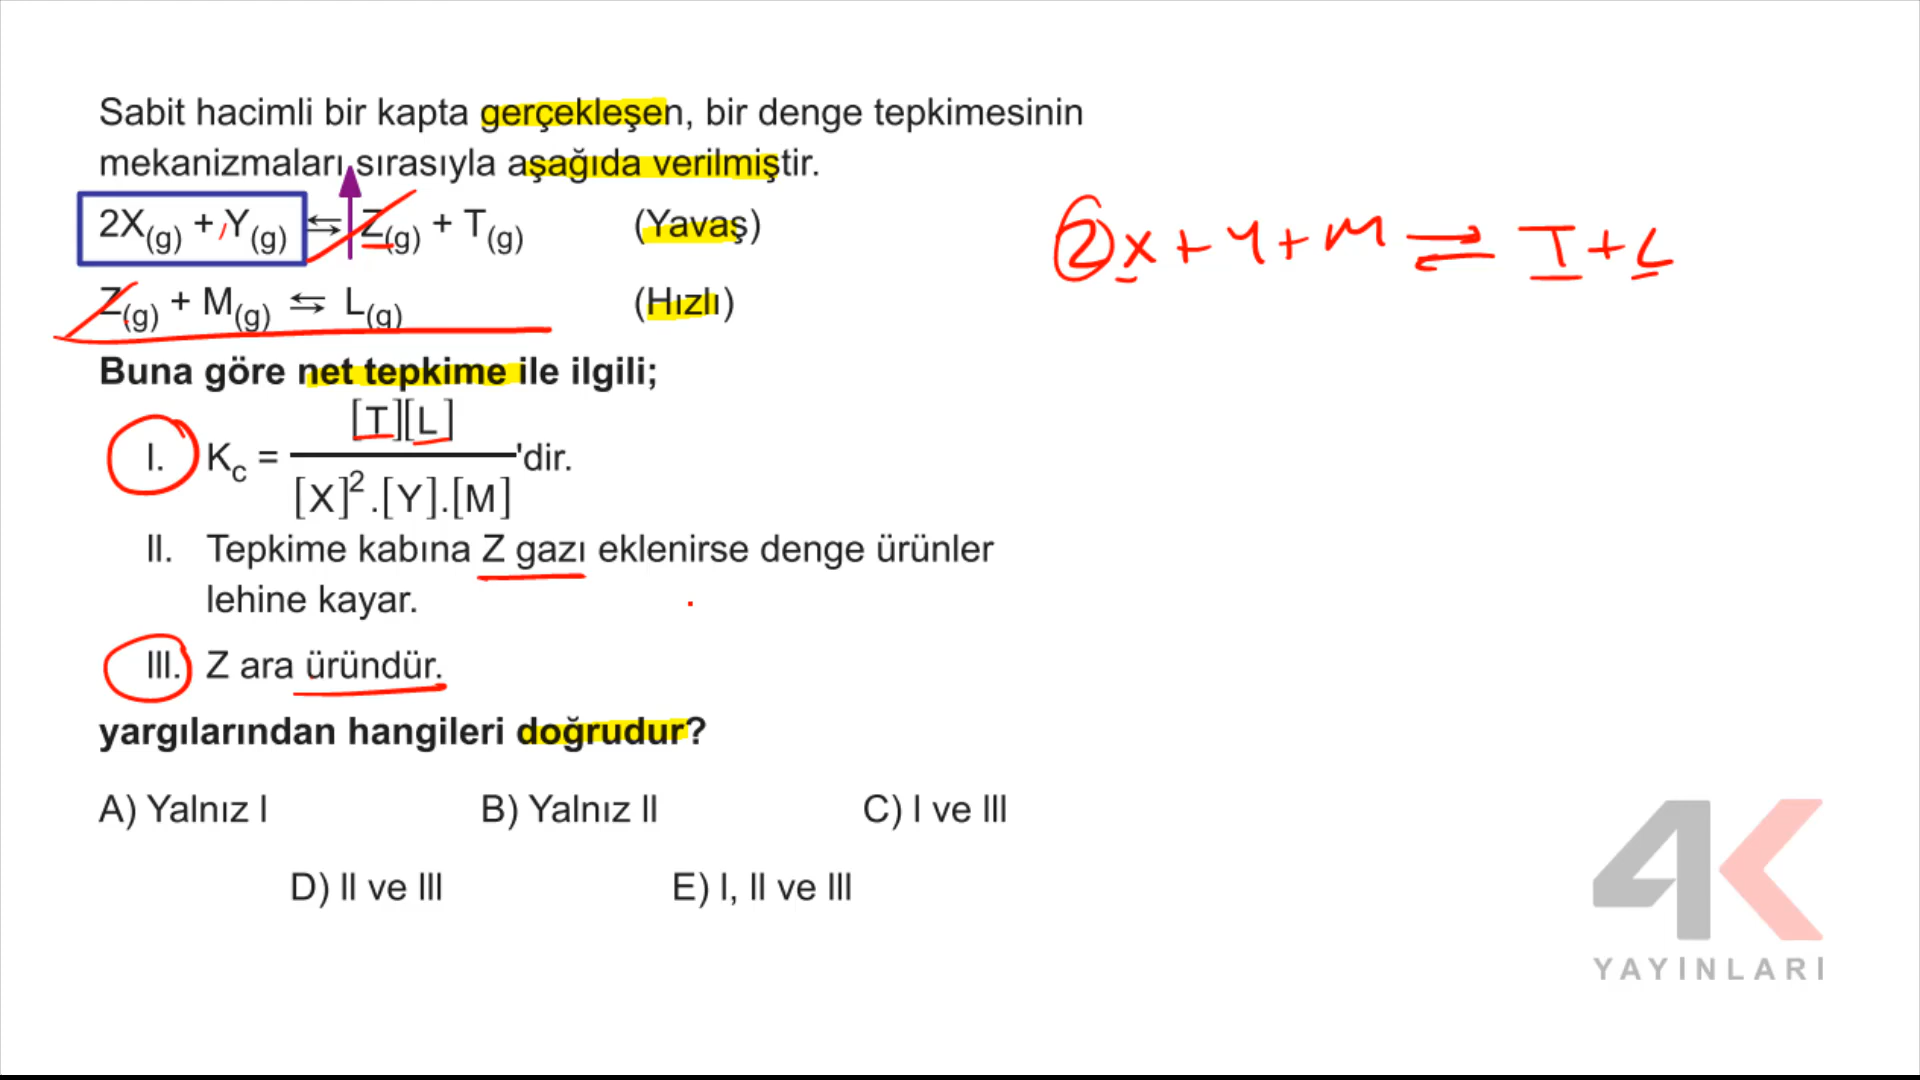 Sabit hacimli bir kapta gerçekleşen, bir denge tepkimesinin
mekanizmaları sırasıyla aşağıda verilmiştir.
2X(g) + Y(g) ⇆ Z(g) + T(g) (Yavaş)
2X + Y + M ⇌ T + L
Z(g) + M(g) ⇆ L(g) (Hızlı)
Buna göre net tepkime ile ilgili;
I. Kc = [T][L] / [X]².[Y].[M] 'dir.
II. Tepkime kabına Z gazı eklenirse denge ürünler
lehine kayar.
III. Z ara üründür.
yargılarından hangileri doğrudur?
A) Yalnız I B) Yalnız II C) I ve III
D) II ve III E) I, II ve III
4K
YAYINLARI